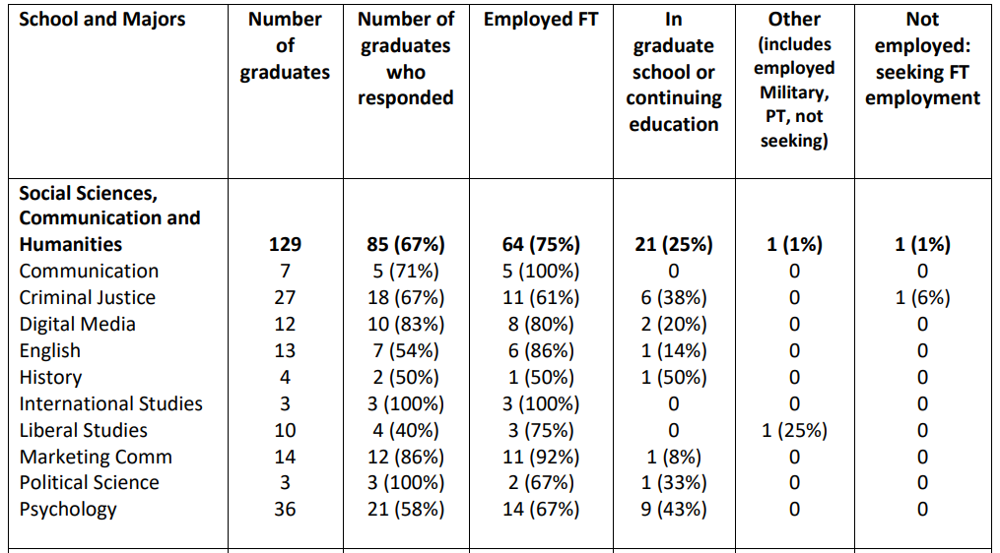 School and Majors Number of graduates Number of graduates who responded Employed FT In graduate school or continuing education Other (includes employed Military, PT, not seeking) Not employed: seeking FT employment
Social Sciences,
Communication and
Humanities 129 85 (67%) 64 (75%) 21 (25%) 1 (1%) 1 (1%)
Communication 7 5 (71%) 5 (100%) 0 0 0
Criminal Justice 27 18 (67%) 11 (61%) 6 (38%) 0 1 (6%)
Digital Media 12 10 (83%) 8 (80%) 2 (20%) 0 0
English 13 7 (54%) 6 (86%) 1 (14%) 0 0
History 4 2 (50%) 1 (50%) 1 (50%) 0 0
International Studies 3 3 (100%) 3 (100%) 0 0 0
Liberal Studies 10 4 (40%) 3 (75%) 0 1 (25%) 0
Marketing Comm 14 12 (86%) 11 (92%) 1 (8%) 0 0
Political Science 3 3 (100%) 2 (67%) 1 (33%) 0 0
Psychology 36 21 (58%) 14 (67%) 9 (43%) 0 0